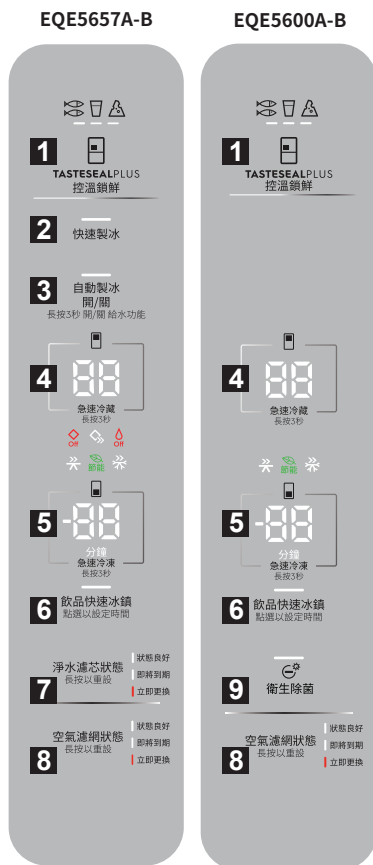 EQE5657A-B
1
TASTESEALPLUS
控溫鎖鮮
2 快速製冰
3 自動製冰
開/關
長按3秒 開/關 給水功能
4 88
急速冷藏
長按3秒
Off Off
節能
5 -88
分鐘
急速冷凍
長按3秒
6 飲品快速冰鎮
點選以設定時間
7 淨水濾芯狀態
長按以重設
狀態良好
即將到期
立即更換
8 空氣濾網狀態
長按以重設
狀態良好
即將到期
立即更換
EQE5600A-B
1
TASTESEALPLUS
控溫鎖鮮
4 88
急速冷藏
長按3秒
節能
5 -88
分鐘
急速冷凍
長按3秒
6 飲品快速冰鎮
點選以設定時間
9 衛生除菌
8 空氣濾網狀態
長按以重設
狀態良好
即將到期
立即更換